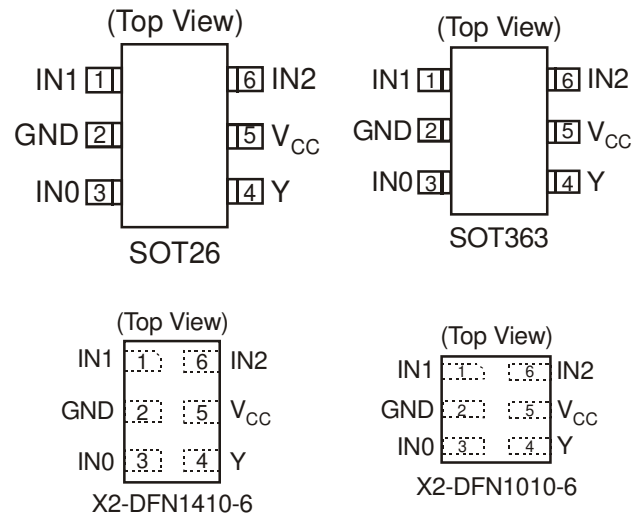 (Top View)
IN1 1 6 IN2
GND 2 5 VCC
IN0 3 4 Y
SOT26
(Top View)
IN1 1 6 IN2
GND 2 5 VCC
IN0 3 4 Y
SOT363
(Top View)
IN1 1 6 IN2
GND 2 5 VCC
IN0 3 4 Y
X2-DFN1410-6
(Top View)
IN1 1 6 IN2
GND 2 5 VCC
IN0 3 4 Y
X2-DFN1010-6